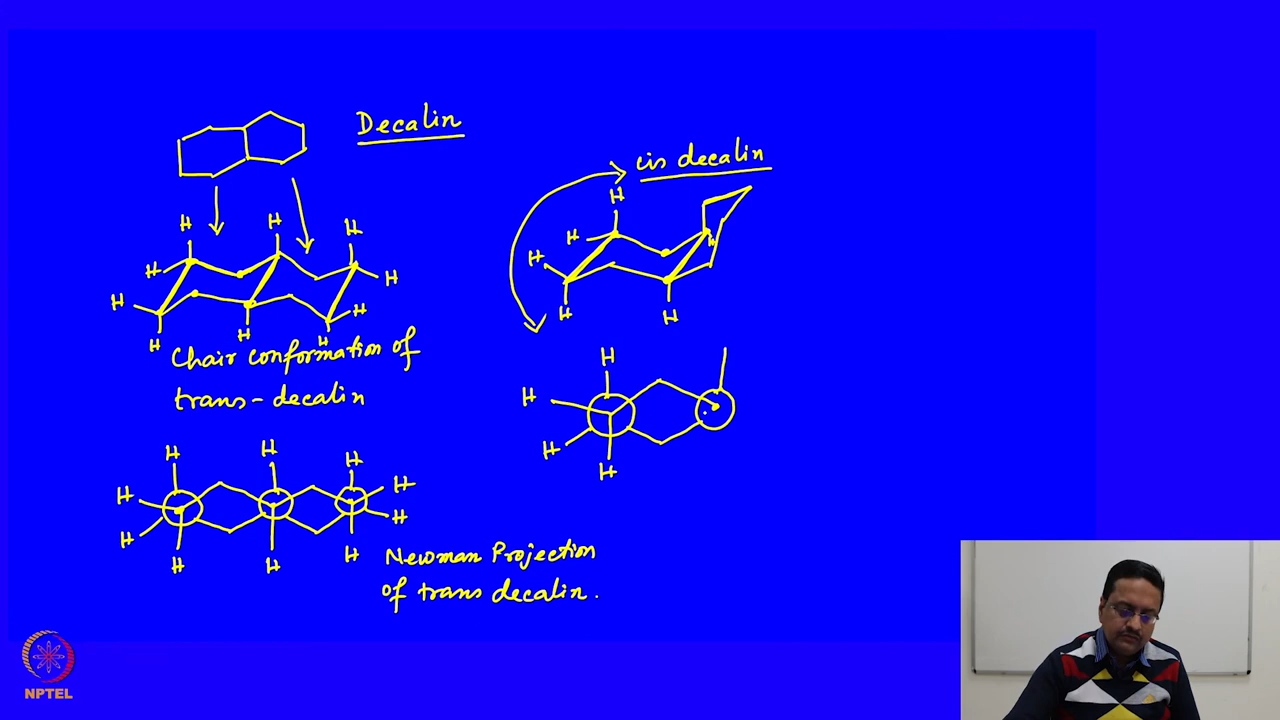 Decalin
cis decalin
H
H H H
H H
H H
H H
H H
H H H H
Chair conformation of
trans-decalin
H
H
H
H
H H H
H H
H H
H H H
Newman Projection
of trans decalin.
NPTEL